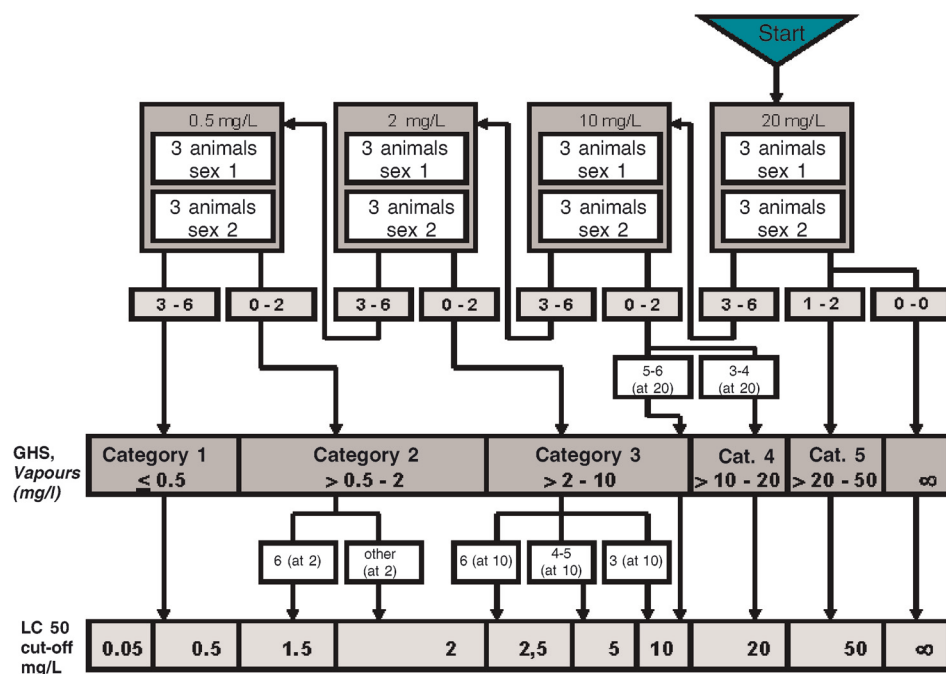 Start
0.5 mg/L
2 mg/L
10 mg/L
20 mg/L
3 animals
sex 1
3 animals
sex 1
3 animals
sex 1
3 animals
sex 1
3 animals
sex 2
3 animals
sex 2
3 animals
sex 2
3 animals
sex 2
3 - 6
0 - 2
3 - 6
0 - 2
3 - 6
0 - 2
3 - 6
1 - 2
0 - 0
5-6
(at 20)
3-4
(at 20)
GHS,
Vapours
(mg/l)
Category 1
≤ 0.5
Category 2
> 0.5 - 2
Category 3
> 2 - 10
Cat. 4
> 10 - 20
Cat. 5
> 20 - 50
∞
6 (at 2)
other
(at 2)
6 (at 10)
4-5
(at 10)
3 (at 10)
LC 50
cut-off
mg/L
0.05
0.5
1.5
2
2,5
5
10
20
50
∞